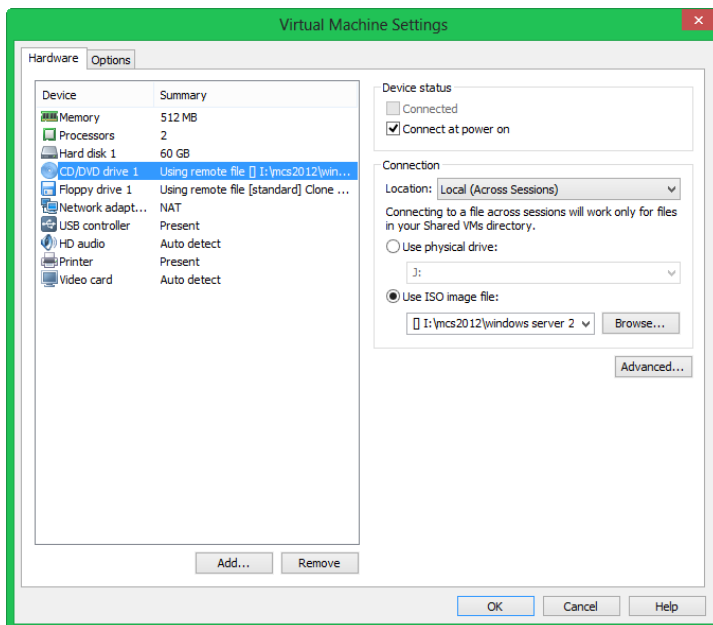 Virtual Machine Settings
Hardware
Options
Device Summary
Memory 512 MB
Processors 2
Hard disk 1 60 GB
CD/DVD drive 1 Using remote file [] I:\mcs2012\win...
Floppy drive 1 Using remote file [standard] Clone ...
Network adapt... NAT
USB controller Present
HD audio Auto detect
Printer Present
Video card Auto detect
Add...
Remove
Device status
Connected
Connect at power on
Connection
Location: Local (Across Sessions)
Connecting to a file across sessions will work only for files
in your Shared VMs directory.
Use physical drive:
J:
Use ISO image file:
[] I:\mcs2012\windows server 2
Browse...
Advanced...
OK
Cancel
Help